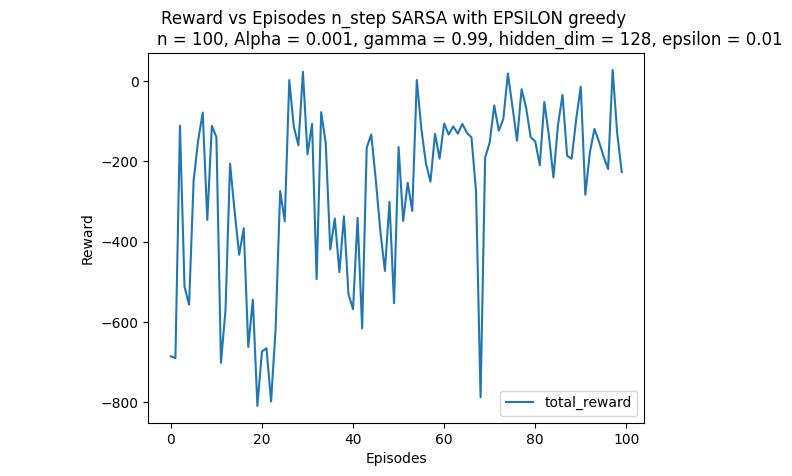 Reward vs Episodes n_step SARSA with EPSILON greedy
n = 100, Alpha = 0.001, gamma = 0.99, hidden_dim = 128, epsilon = 0.01
0
−200
−400
−600
−800
Reward
total_reward
0 20 40 60 80 100
Episodes